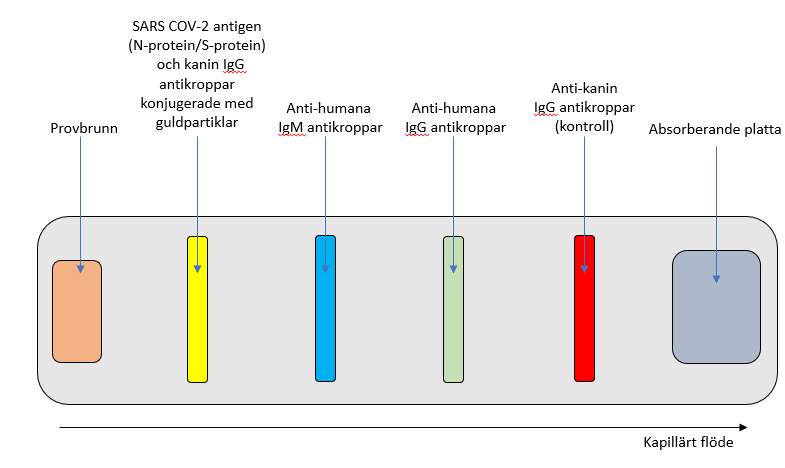 Provbrunn
SARS COV-2 antigen
(N-protein/S-protein)
och kanin IgG
antikroppar
konjugerade med
guldpartiklar
Anti-humana
IgM antikroppar
Anti-humana
IgG antikroppar
Anti-kanin
IgG antikroppar
(kontroll)
Absorberande platta
Kapillärt flöde